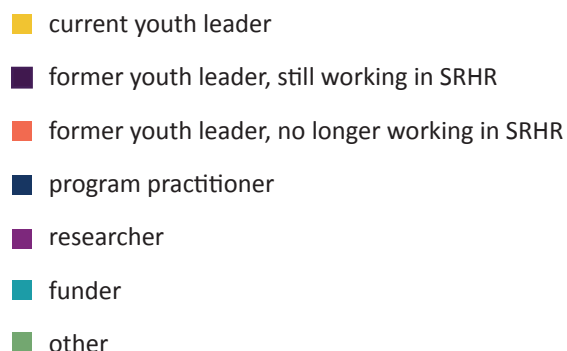 current youth leader
former youth leader, still working in SRHR
former youth leader, no longer working in SRHR
program practitioner
researcher
funder
other